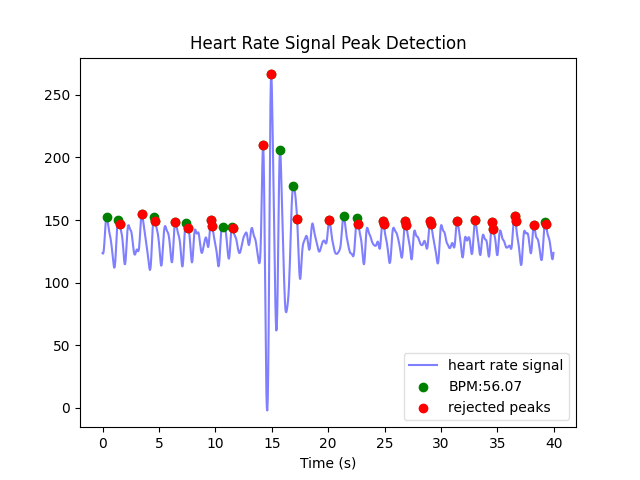 Heart Rate Signal Peak Detection
250
200
150
100
50
0
heart rate signal
BPM:56.07
rejected peaks
0 5 10 15 20 25 30 35 40
Time (s)